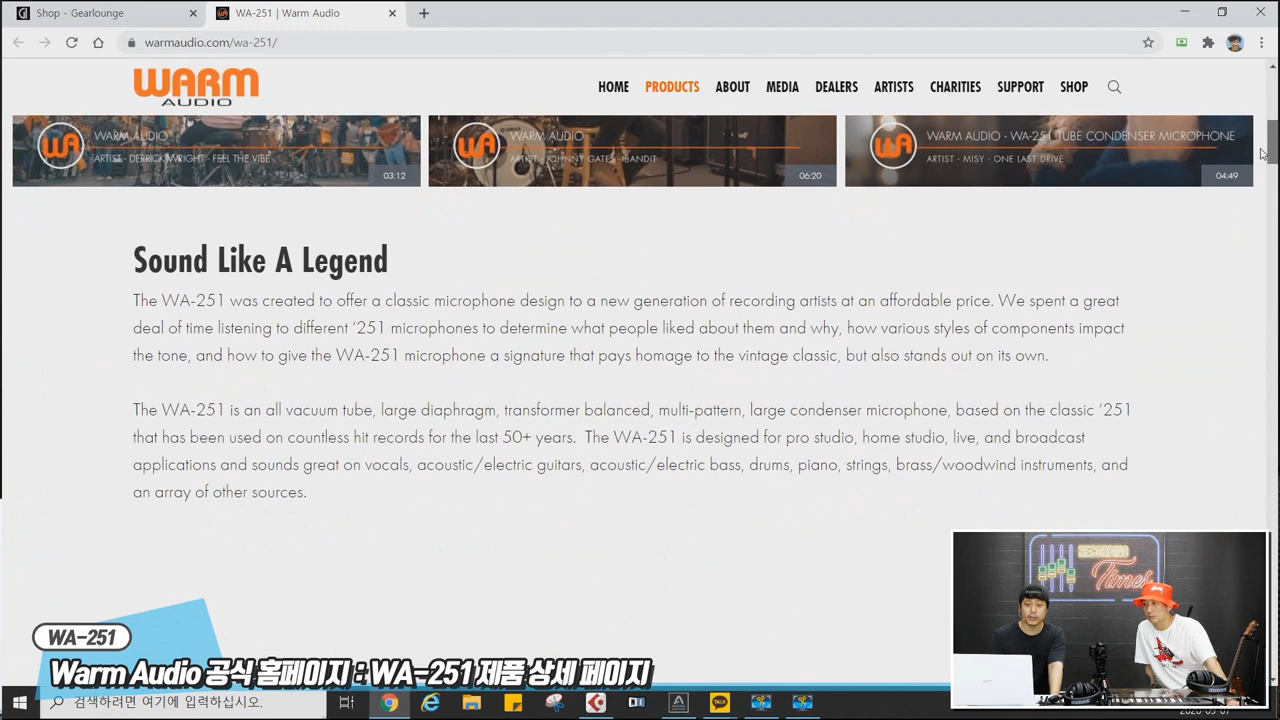 Shop - Gearlounge
WA-251 | Warm Audio
warmaudio.com/wa-251/
WARM
AUDIO
HOME PRODUCTS ABOUT MEDIA DEALERS ARTISTS CHARITIES SUPPORT SHOP
WA WARM AUDIO
ARTIST - DERRICK WRIGHT - FEEL THE VIBE
03:12
WA WARM AUDIO
ARTIST - JOHNNY GATES - BANDIT
06:20
WA WARM AUDIO - WA-251 TUBE CONDENSER MICROPHONE
ARTIST - MISY - ONE LAST DRIVE
04:49
Sound Like A Legend
The WA-251 was created to offer a classic microphone design to a new generation of recording artists at an affordable price. We spent a great
deal of time listening to different ‘251 microphones to determine what people liked about them and why, how various styles of components impact
the tone, and how to give the WA-251 microphone a signature that pays homage to the vintage classic, but also stands out on its own.
The WA-251 is an all vacuum tube, large diaphragm, transformer balanced, multi-pattern, large condenser microphone, based on the classic ‘251
that has been used on countless hit records for the last 50+ years. The WA-251 is designed for pro studio, home studio, live, and broadcast
applications and sounds great on vocals, acoustic/electric guitars, acoustic/electric bass, drums, piano, strings, brass/woodwind instruments, and
an array of other sources.
RECORDING
Times
WA-251
Warm Audio 공식 홈페이지 : WA-251 제품 상세 페이지
검색하려면 여기에 입력하십시오.
TALK
2020-09-07